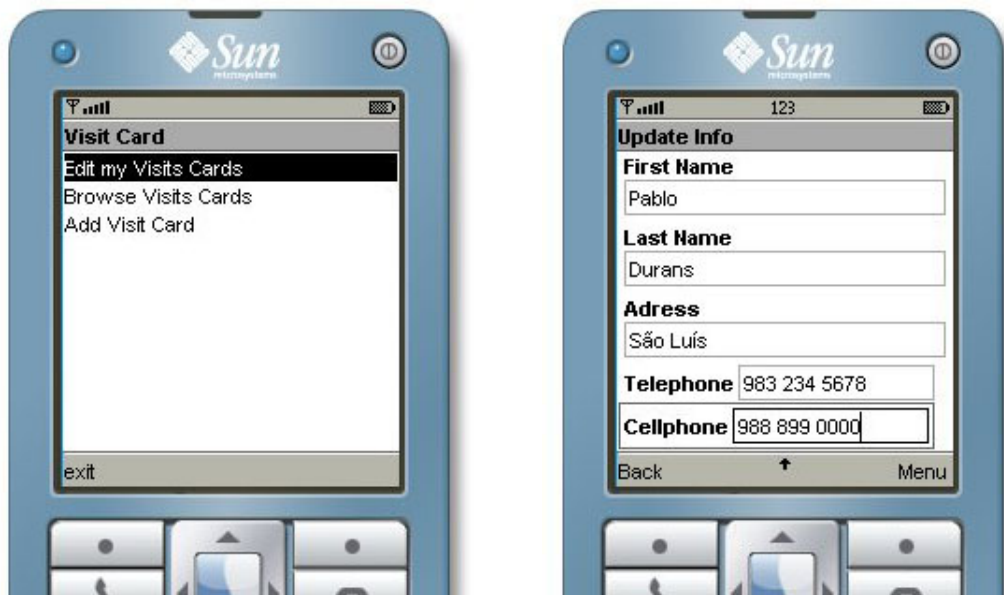 Sun
microsystems
Visit Card
Edit my Visits Cards
Browse Visits Cards
Add Visit Card
exit
Sun
microsystems
123
Update Info
First Name
Pablo
Last Name
Durans
Adress
São Luís
Telephone 983 234 5678
Cellphone 988 899 0000
Back Menu